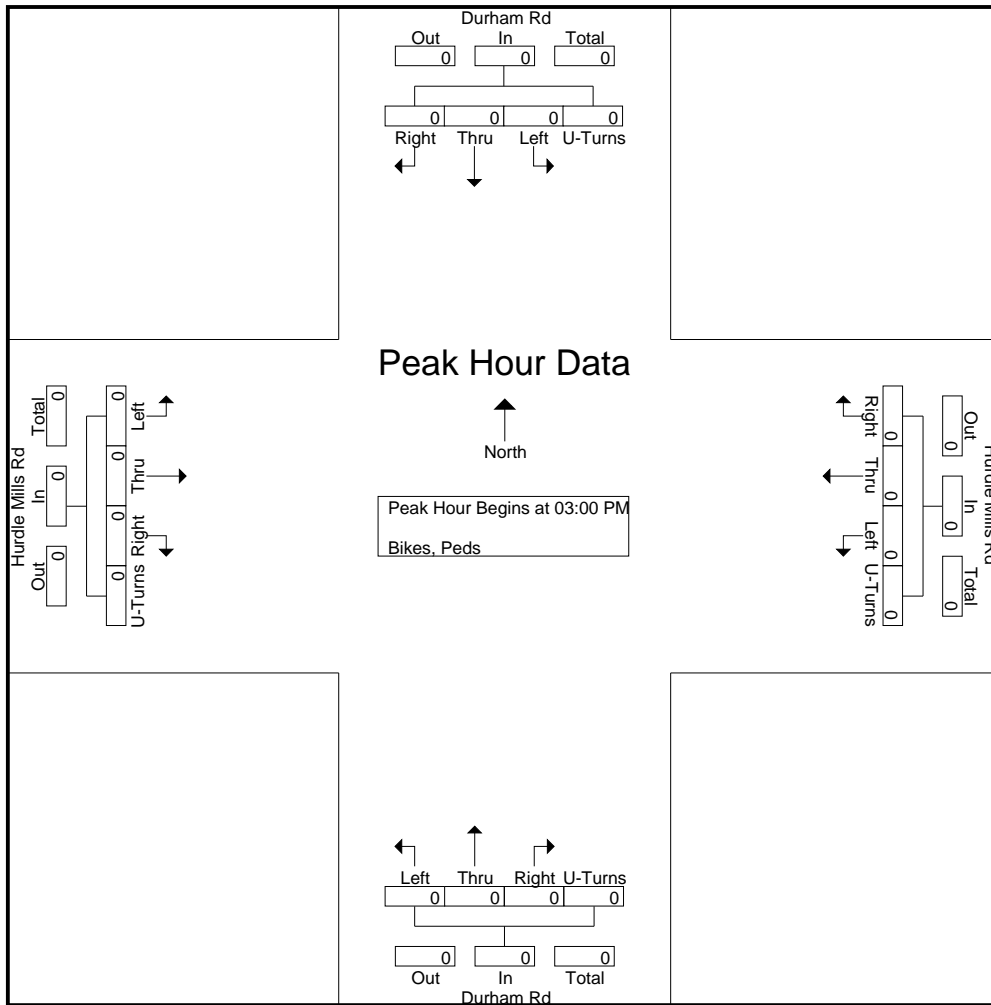 Durham Rd
Out In Total
0 0 0
0 0 0 0
Right Thru Left U-Turns
Peak Hour Data
North
Peak Hour Begins at 03:00 PM
Bikes, Peds
Hurdle Mills Rd
Total In Out
0 0 0
0 0 0 0
Left Thru Right U-Turns
Right Thru Left U-Turns
0 0 0 0
0 0 0
Out In Total
Hurdle Mills Rd
Left Thru Right U-Turns
0 0 0 0
0 0 0
Out In Total
Durham Rd